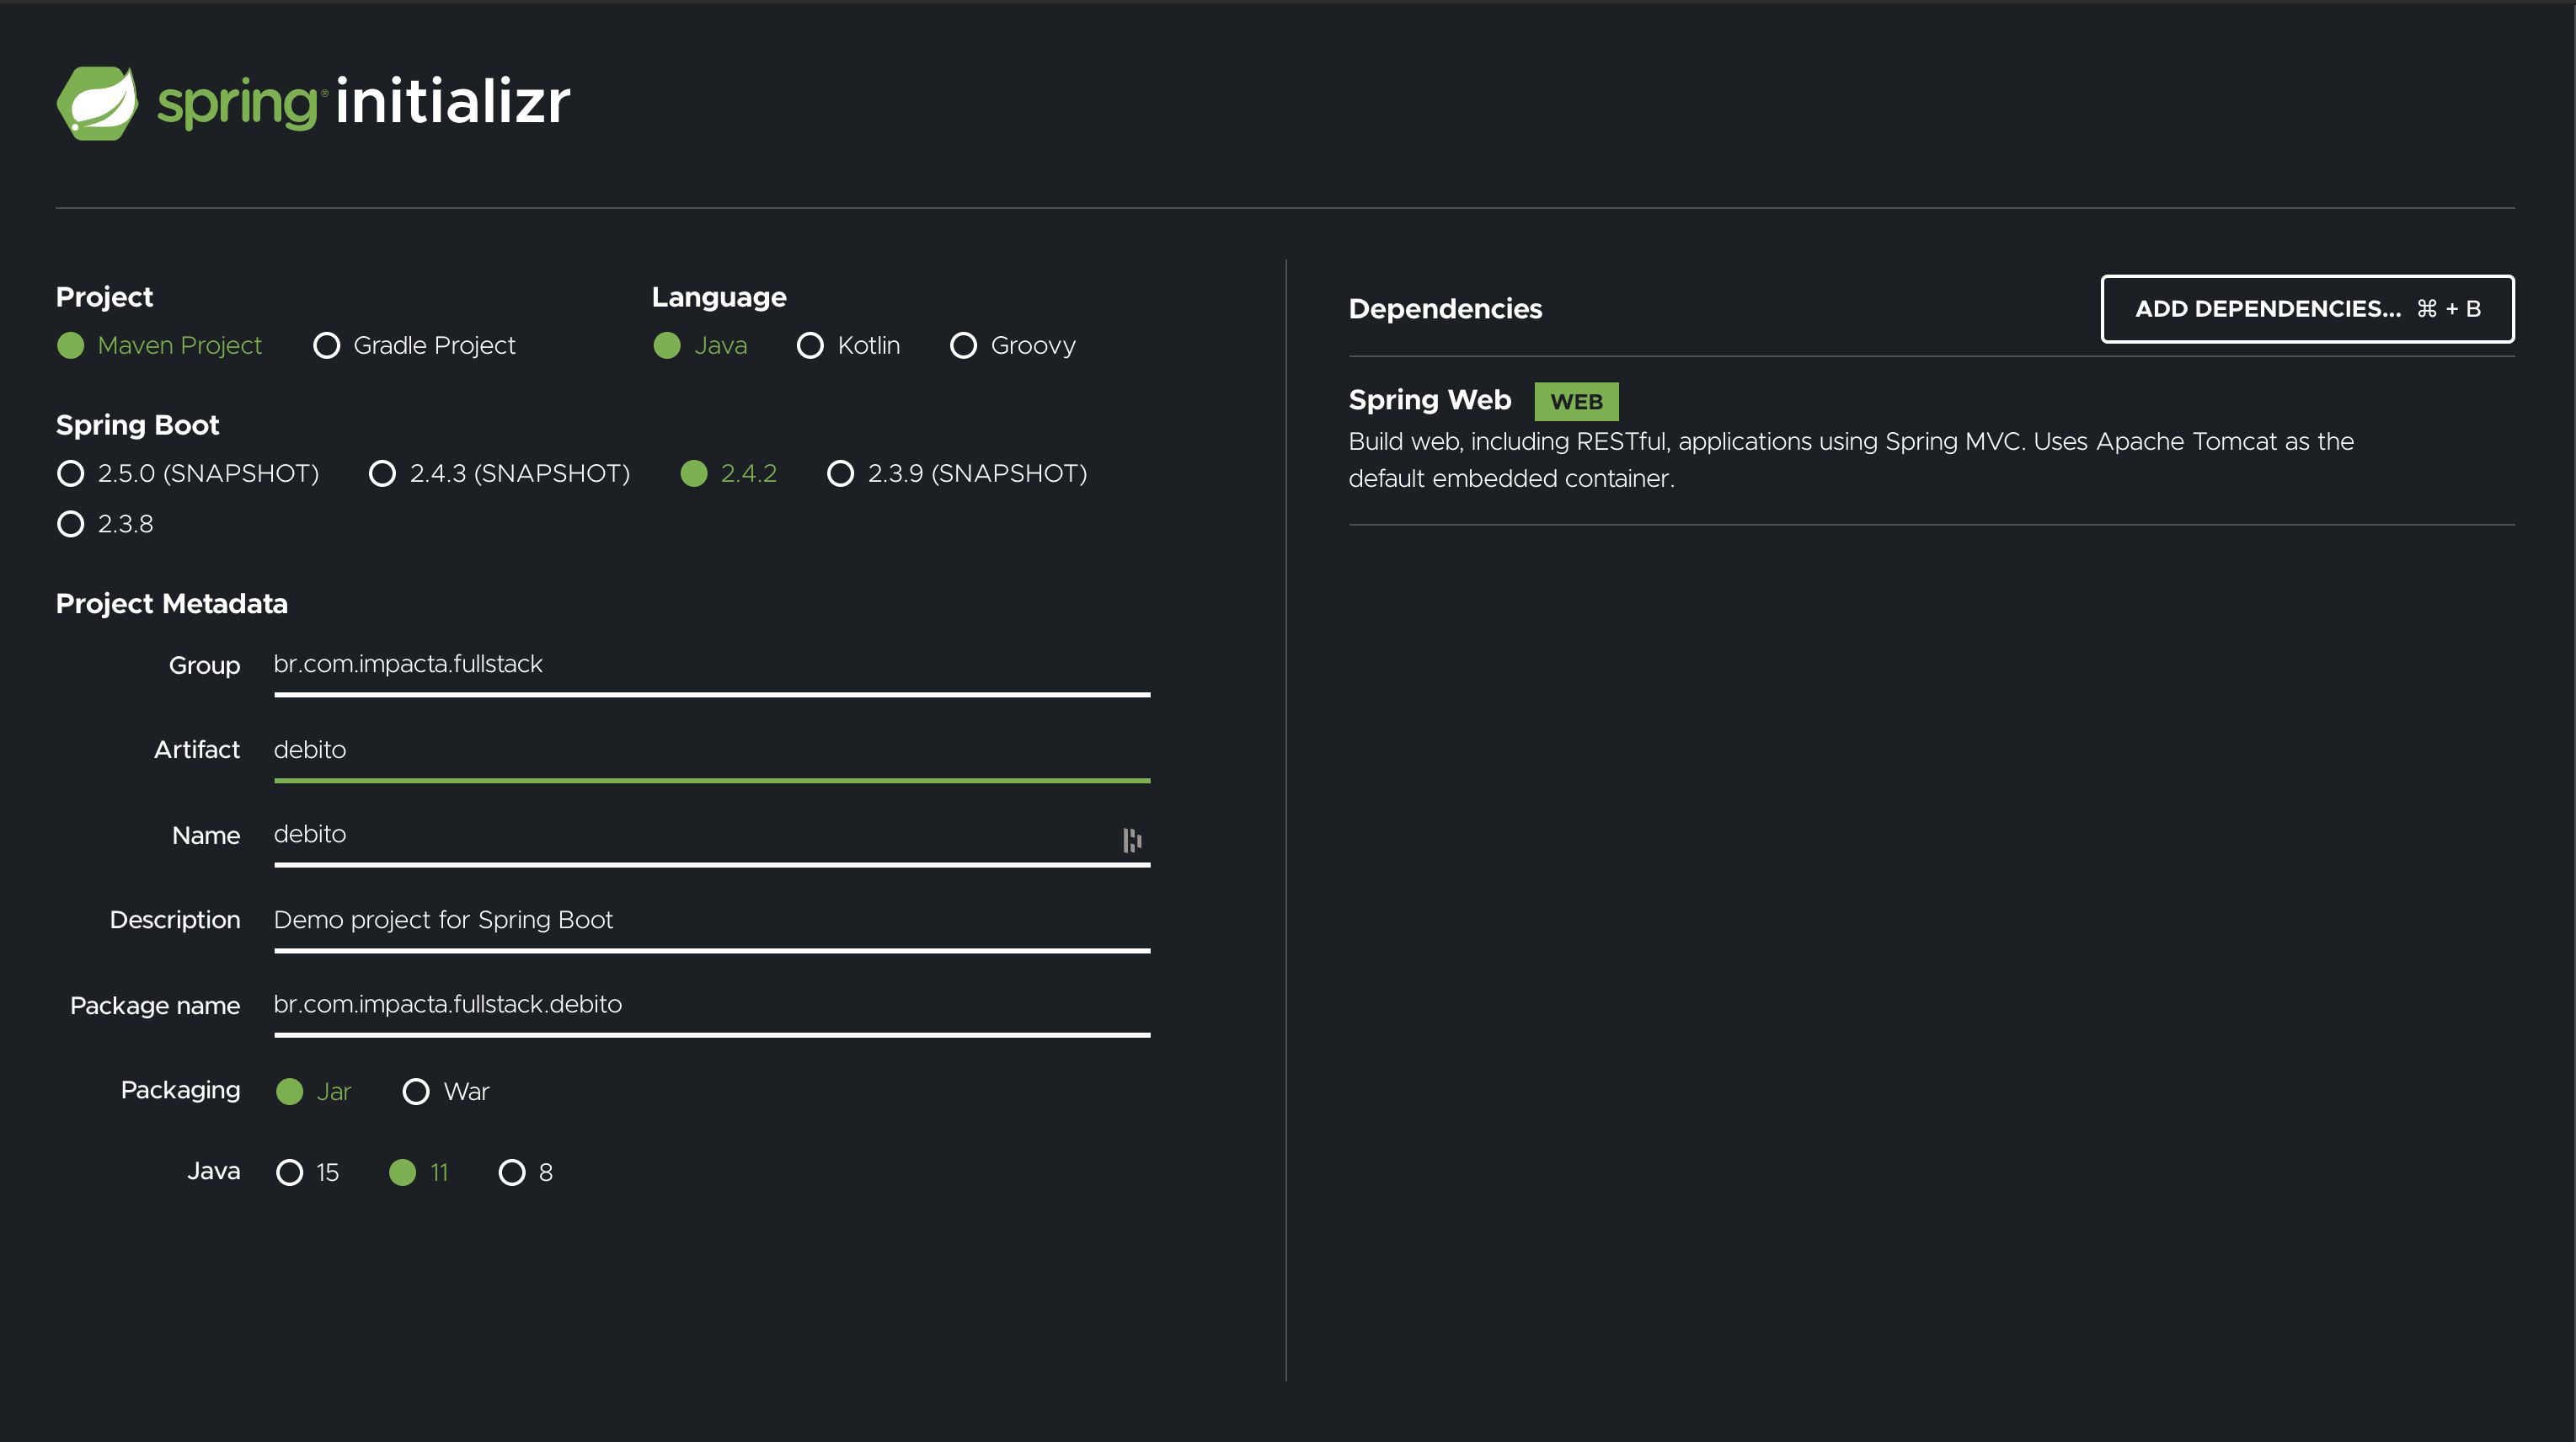 spring initializr
Project
Maven Project Gradle Project
Language
Java Kotlin Groovy
Spring Boot
2.5.0 (SNAPSHOT) 2.4.3 (SNAPSHOT) 2.4.2 2.3.9 (SNAPSHOT)
2.3.8
Project Metadata
Group br.com.impacta.fullstack
Artifact debito
Name debito
Description Demo project for Spring Boot
Package name br.com.impacta.fullstack.debito
Packaging Jar War
Java 15 11 8
Dependencies
ADD DEPENDENCIES... ⌘ + B
Spring Web WEB
Build web, including RESTful, applications using Spring MVC. Uses Apache Tomcat as the
default embedded container.